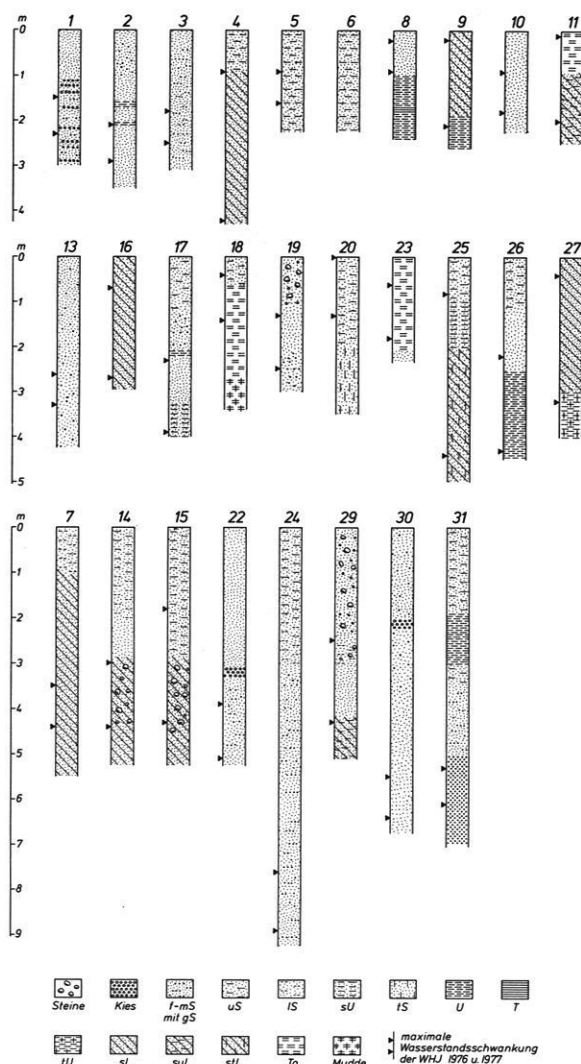 m 1 2 3 4 5 6 8 9 10 11
0
1
2
3
4
13 16 17 18 19 20 23 25 26 27
0
1
2
3
4
5
m 7 14 15 22 24 29 30 31
0
1
2
3
4
5
6
7
8
9
Steine Kies f-mS uS lS sU tS U T
mit gS
tU sL suL stL To Mudde maximale
Wasserstandsschwankung
der WHJ 1976 u. 1977